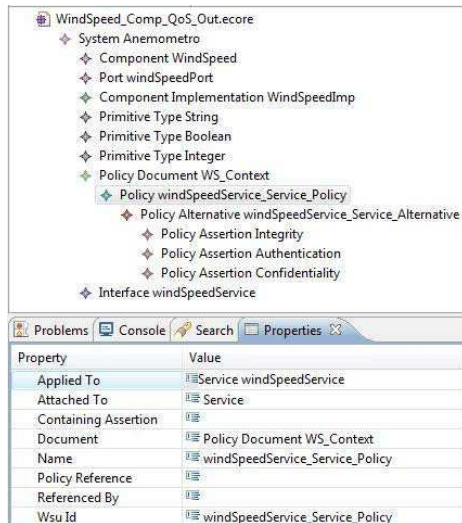 WindSpeed_Comp_QoS_Out.ecore
System Anemometro
Component WindSpeed
Port windSpeedPort
Component Implementation WindSpeedImp
Primitive Type String
Primitive Type Boolean
Primitive Type Integer
Policy Document WS_Context
Policy windSpeedService_Service_Policy
Policy Alternative windSpeedService_Service_Alternative
Policy Assertion Integrity
Policy Assertion Authentication
Policy Assertion Confidentiality
Interface windSpeedService
Problems Console Search Properties
Property Value
Applied To Service windSpeedService
Attached To Service
Containing Assertion
Document Policy Document WS_Context
Name windSpeedService_Service_Policy
Policy Reference
Referenced By
Wsu Id windSpeedService_Service_Policy